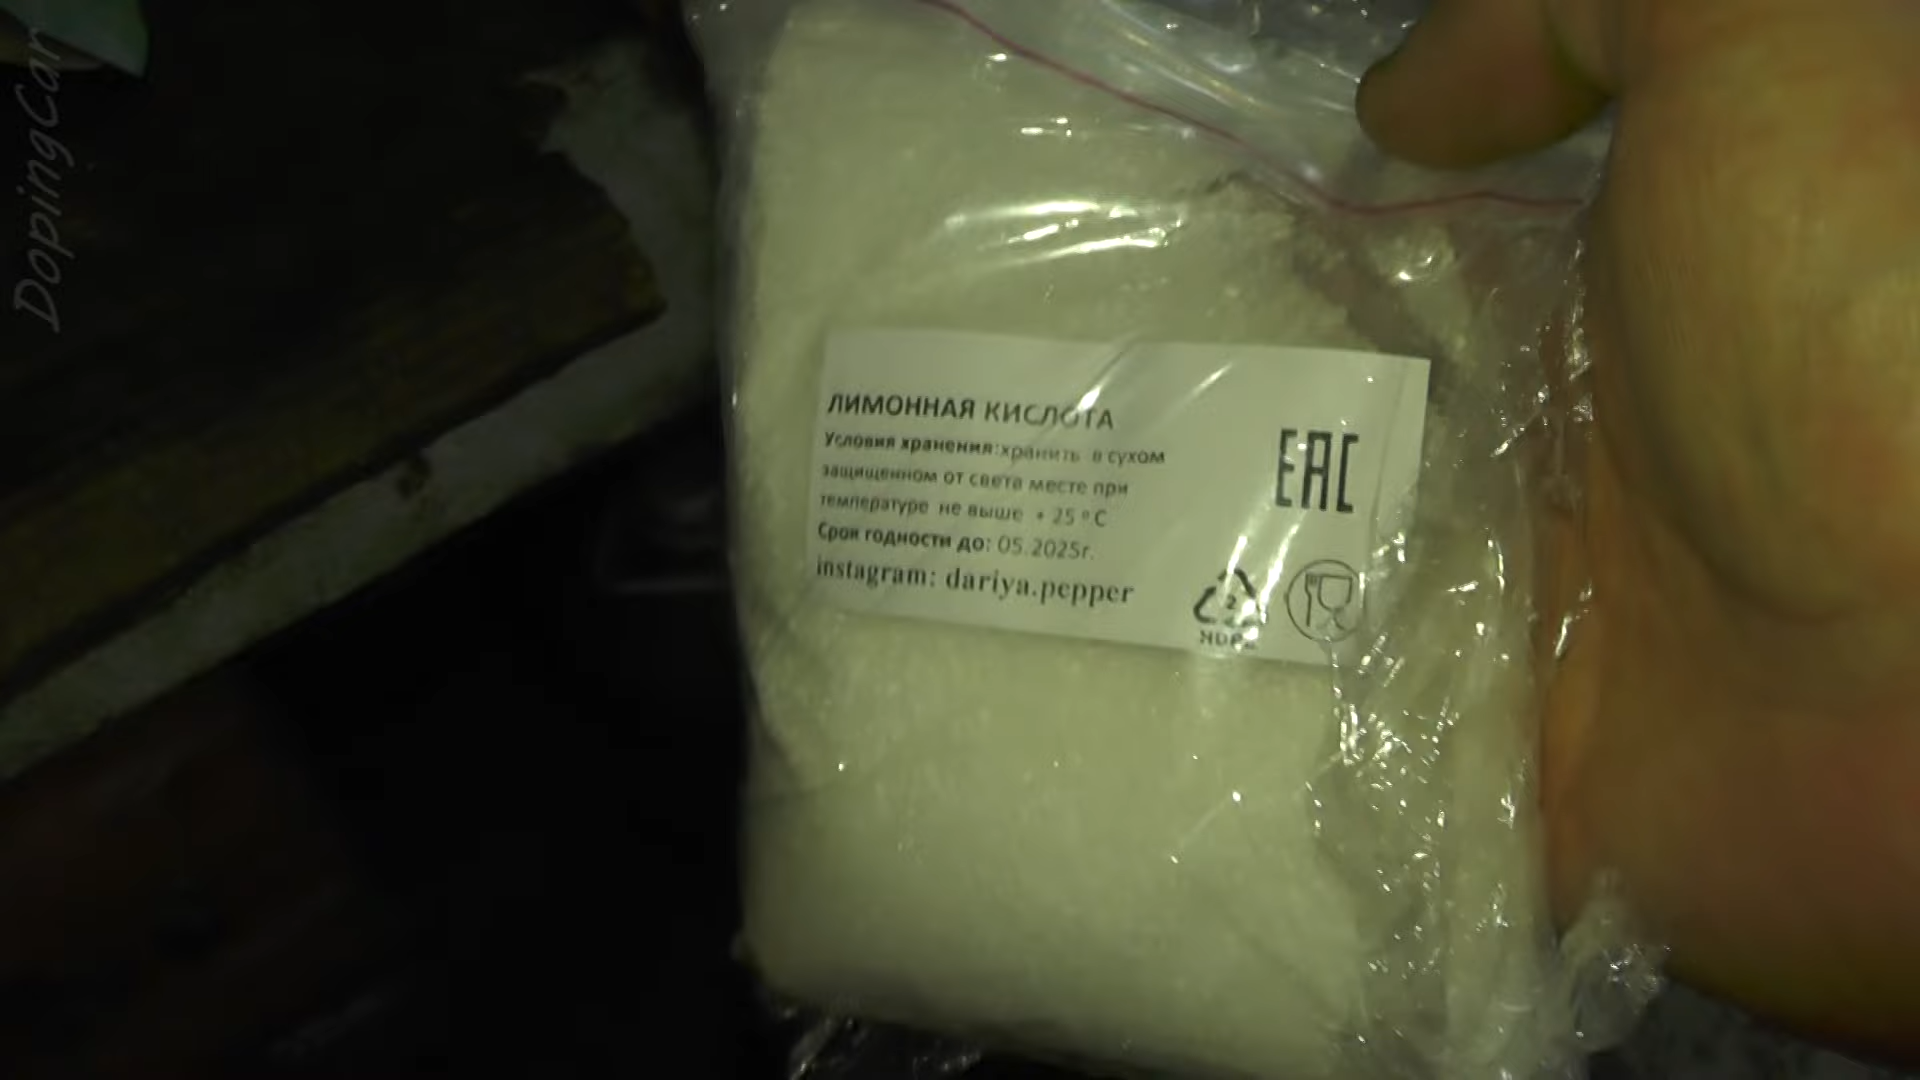 DopingCar
ЛИМОННАЯ КИСЛОТА
Условия хранения:хранить в сухом
защищенном от света месте при
температуре не выше + 25 º С
Срок годности до: 05.2025г.
instagram: dariya.pepper
EAC
2
HDPE